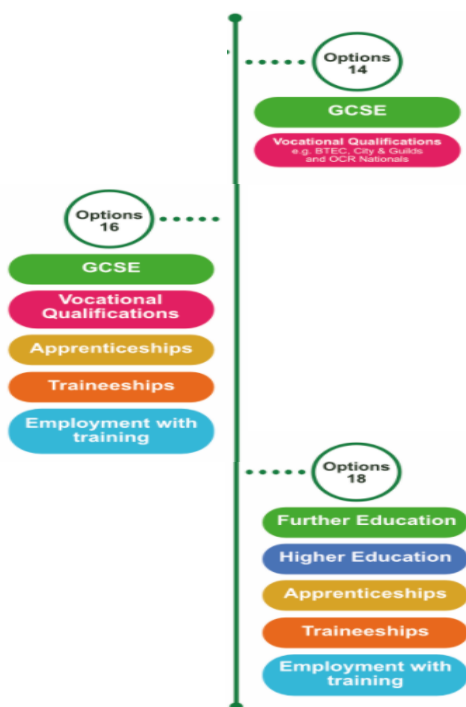 Options
14
GCSE
Vocational Qualifications
e.g. BTEC, City & Guilds
and OCR Nationals
Options
16
GCSE
Vocational
Qualifications
Apprenticeships
Traineeships
Employment with
training
Options
18
Further Education
Higher Education
Apprenticeships
Traineeships
Employment with
training